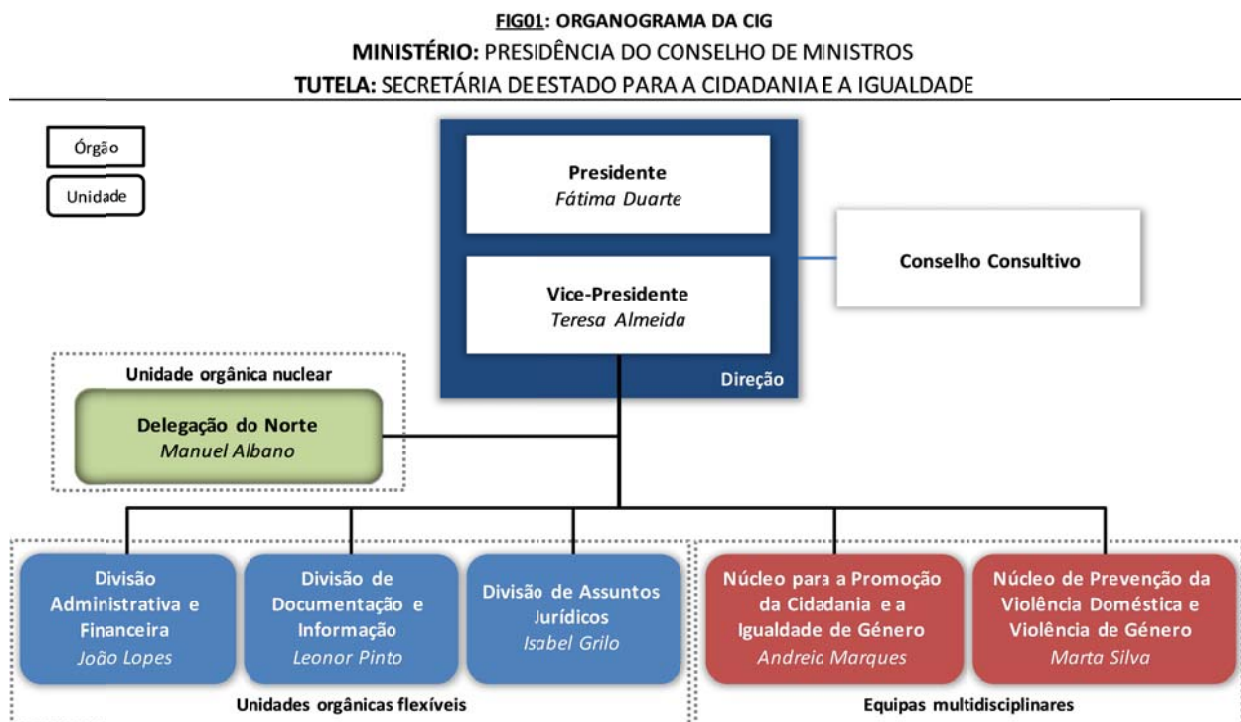 FIG01: ORGANOGRAMA DA CIG
MINISTÉRIO: PRESIDÊNCIA DO CONSELHO DE MINISTROS
TUTELA: SECRETÁRIA DE ESTADO PARA A CIDADANIA E A IGUALDADE
Órgão
Unidade
Presidente
Fátima Duarte
Conselho Consultivo
Vice-Presidente
Teresa Almeida
Direção
Unidade orgânica nuclear
Delegação do Norte
Manuel Albano
Divisão
Administrativa e
Financeira
João Lopes
Divisão de
Documentação e
Informação
Leonor Pinto
Divisão de Assuntos
Jurídicos
Isabel Grilo
Núcleo para a Promoção
da Cidadania e a
Igualdade de Género
Andreia Marques
Núcleo de Prevenção da
Violência Doméstica e
Violência de Género
Marta Silva
Unidades orgânicas flexíveis
Equipas multidisciplinares